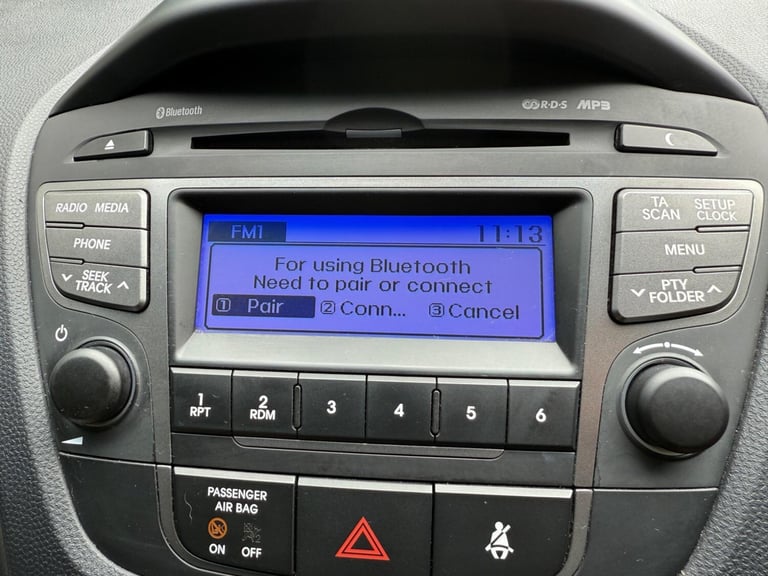 Bluetooth
R·D·S MP3
RADIO MEDIA
PHONE
SEEK
TRACK
FM1 11:13
For using Bluetooth
Need to pair or connect
1 Pair 2 Conn... 3 Cancel
TA
SCAN
SETUP
CLOCK
MENU
PTY
FOLDER
1
RPT
2
RDM
3
4
5
6
PASSENGER
AIR BAG
ON OFF